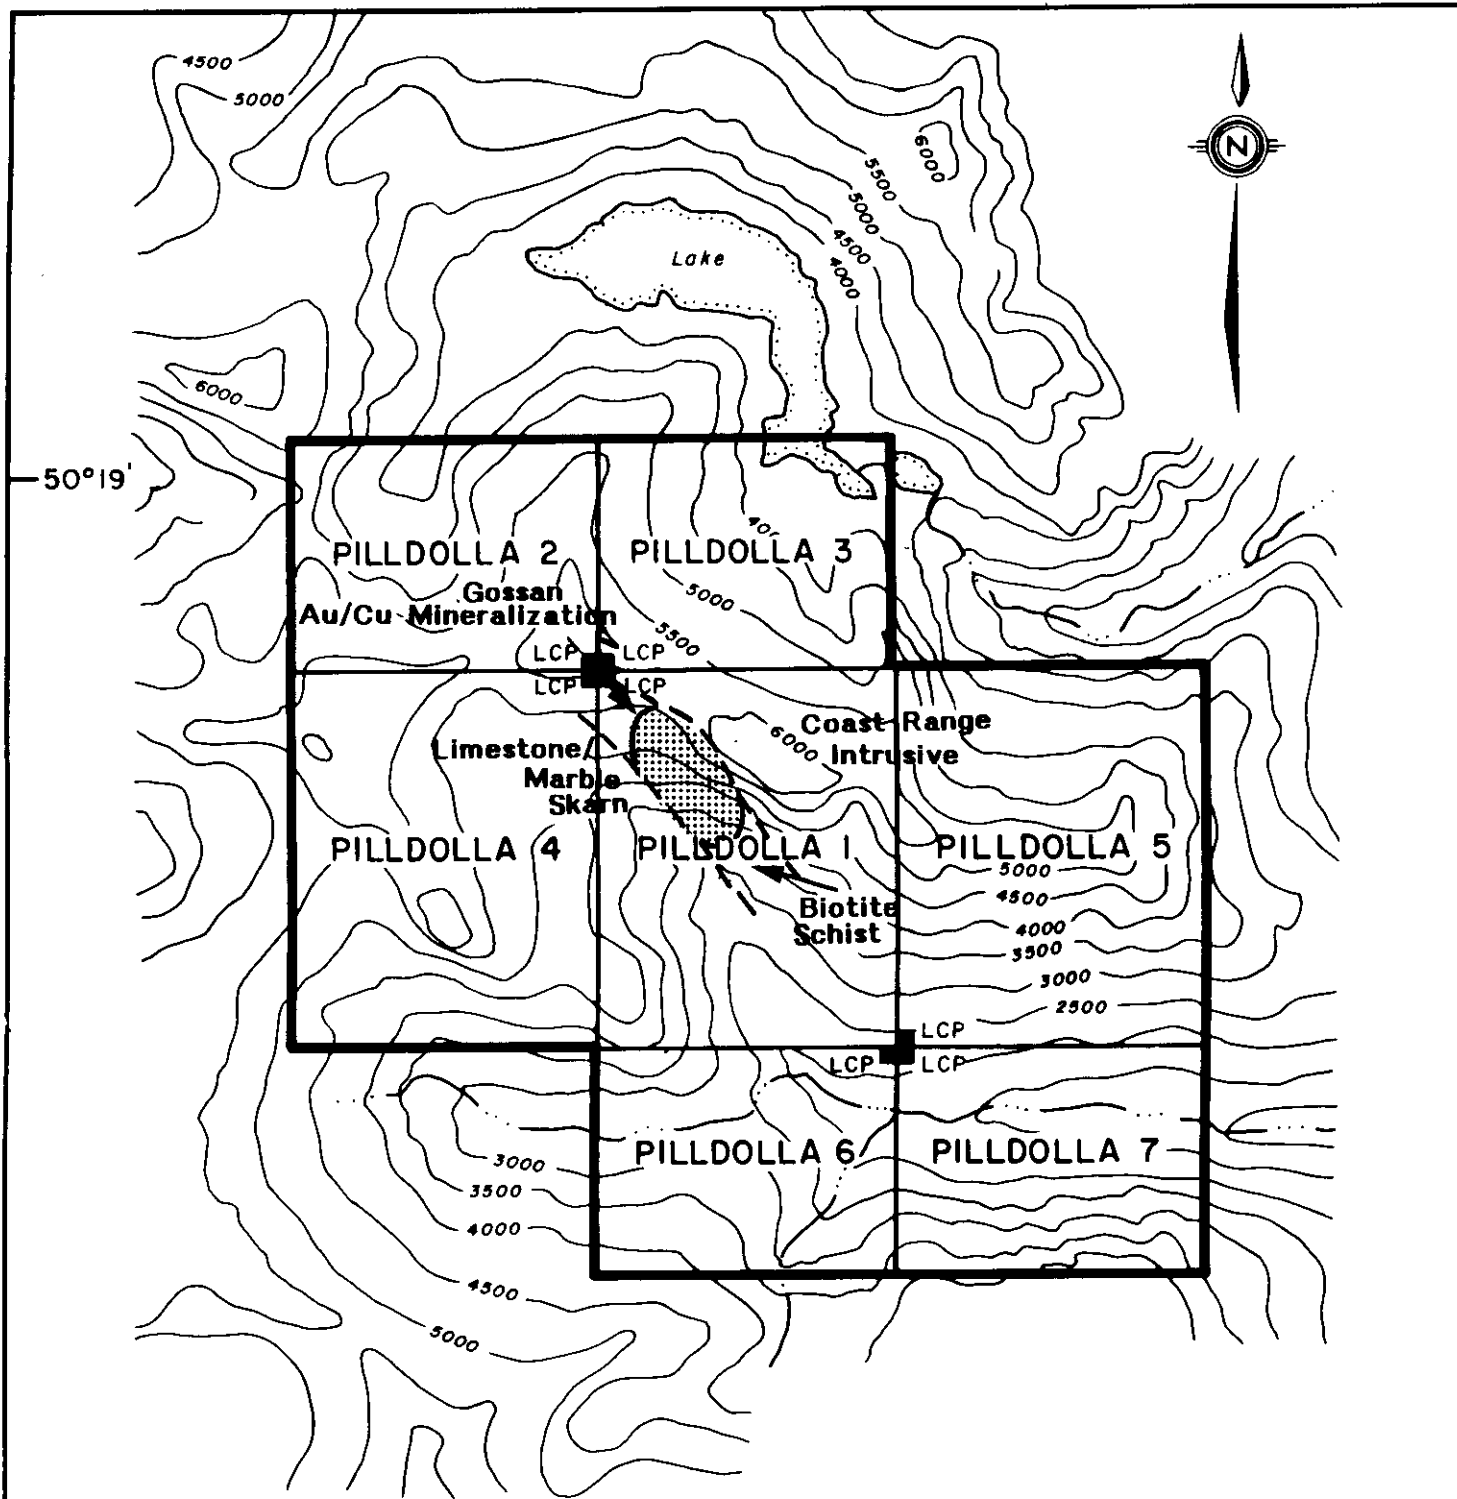 4500
5000
N
6000
5500
5000
4500
4000
Lake
6000
50°19'
PILLDOLLA 2
PILLDOLLA 3
Gossan
Au/Cu Mineralization
5000
5500
LCP
LCP
LCP
LCP
Coast Range
Intrusive
6000
Limestone/
Marble
Skarn
PILLDOLLA 4
PILLDOLLA 1
PILLDOLLA 5
5000
4500
4000
3500
3000
2500
Biotite
Schist
LCP
LCP
LCP
PILLDOLLA 6
PILLDOLLA 7
3000
3500
4000
4500
5000